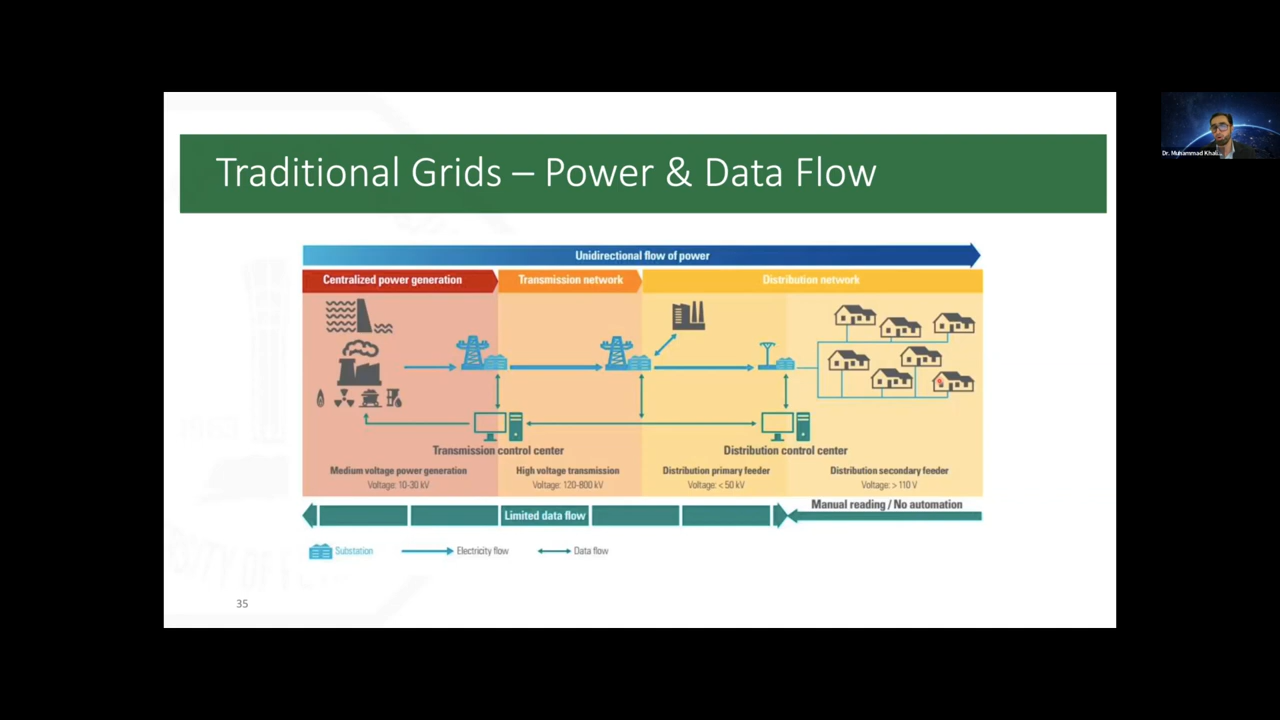 Traditional Grids – Power & Data Flow
Unidirectional flow of power
Centralized power generation
Transmission network
Distribution network
Transmission control center
Distribution control center
Medium voltage power generation
Voltage: 10-30 kV
High voltage transmission
Voltage: 120-800 kV
Distribution primary feeder
Voltage: < 50 kV
Distribution secondary feeder
Voltage: > 110 V
Limited data flow
Manual reading / No automation
Substation
Electricity flow
Data flow
35
Dr. Muhammad